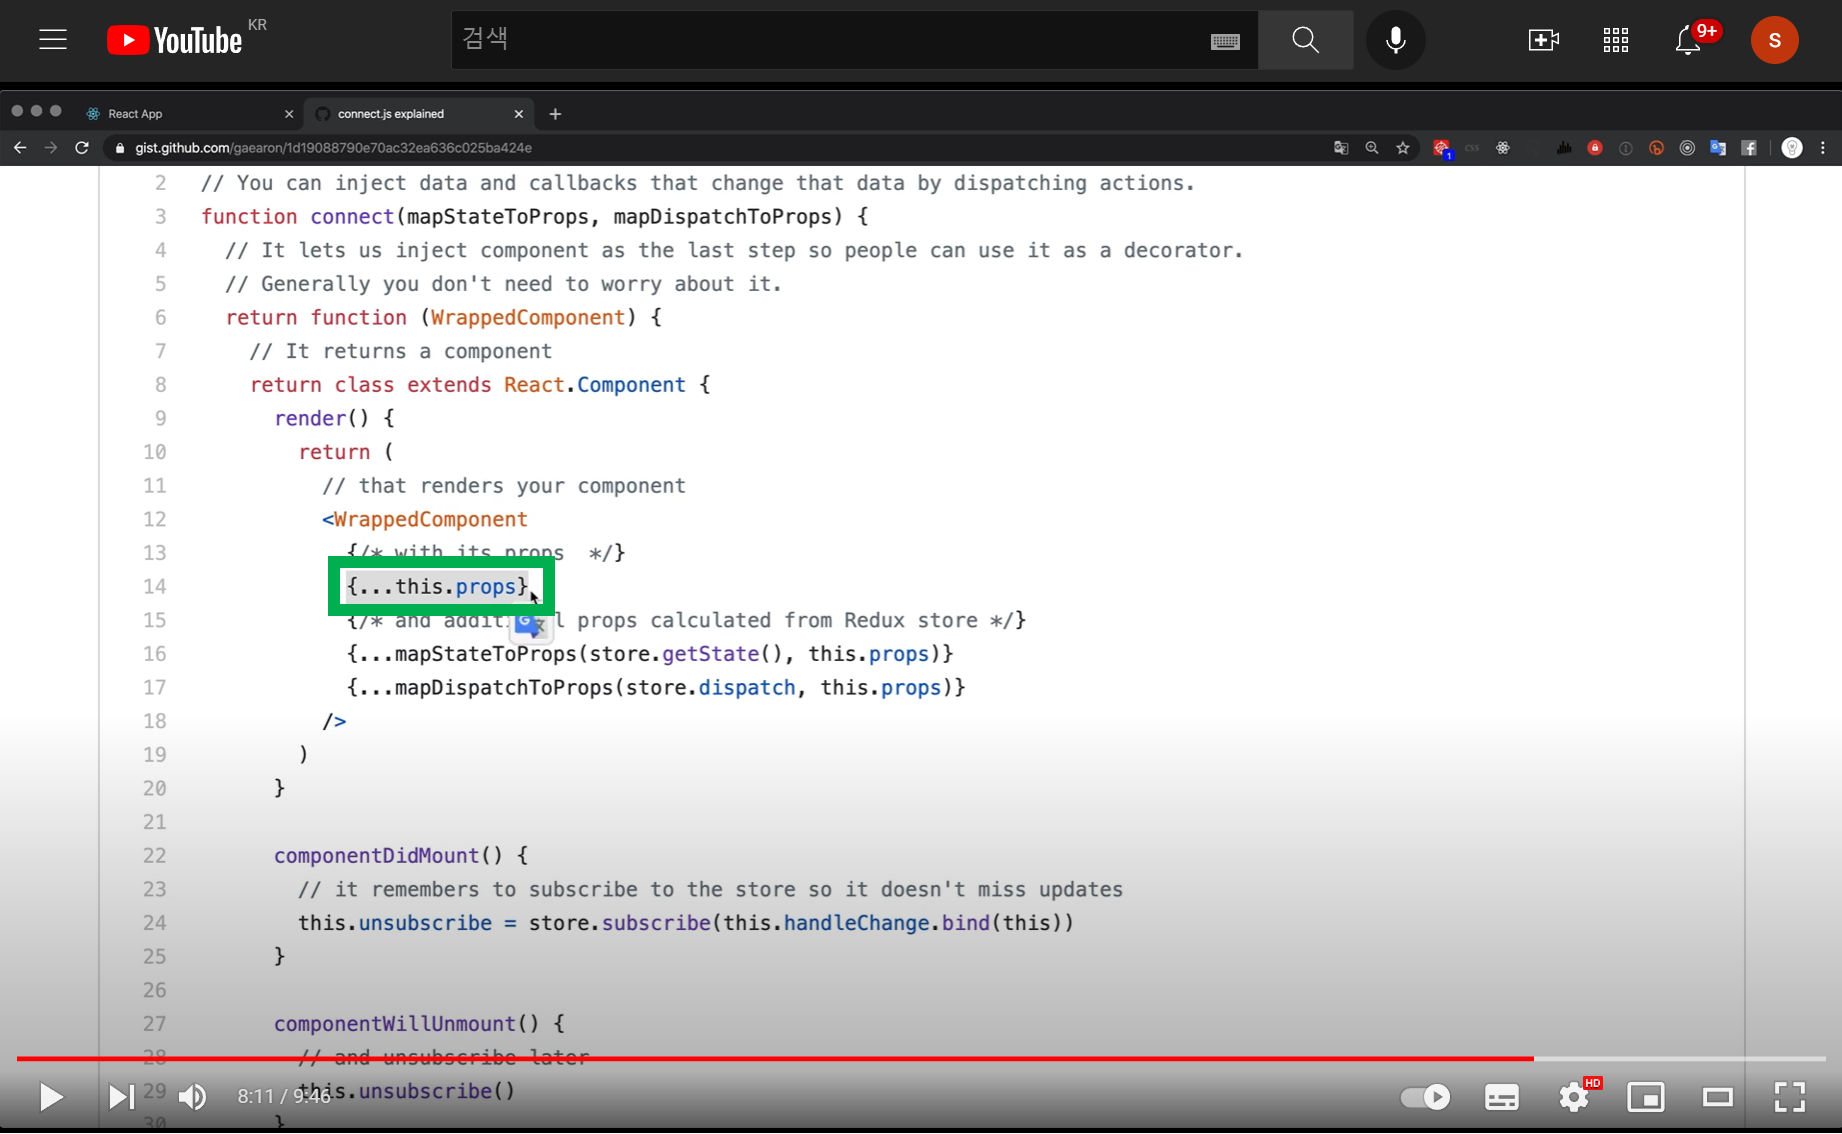 YouTube KR
검색
9+
S
React App
connect.js explained
gist.github.com/gaearon/1d19088790e70ac32ea636c025ba424e
css
1
2 // You can inject data and callbacks that change that data by dispatching actions.
3 function connect(mapStateToProps, mapDispatchToProps) {
4 // It lets us inject component as the last step so people can use it as a decorator.
5 // Generally you don't need to worry about it.
6 return function (WrappedComponent) {
7 // It returns a component
8 return class extends React.Component {
9 render() {
10 return (
11 // that renders your component
12 <WrappedComponent
13 {/* with its props */}
14 {...this.props}
15 {/* and additi l props calculated from Redux store */}
16 {...mapStateToProps(store.getState(), this.props)}
17 {...mapDispatchToProps(store.dispatch, this.props)}
18 />
19 )
20 }
21
22 componentDidMount() {
23 // it remembers to subscribe to the store so it doesn't miss updates
24 this.unsubscribe = store.subscribe(this.handleChange.bind(this))
25 }
26
27 componentWillUnmount() {
28 // and unsubscribe later
29 this.unsubscribe()
30 }
8:11 / 9:46
HD